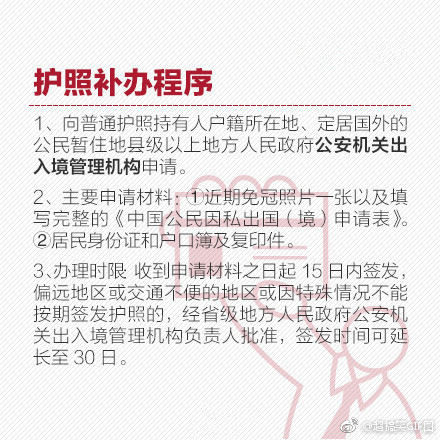 护照补办程序
1、向普通护照持有人户籍所在地、定居国外的
公民暂住地县级以上地方人民政府公安机关出
入境管理机构申请。
2、主要申请材料：①近期免冠照片一张以及填
写完整的《中国公民因私出国（境）申请表》。
②居民身份证和户口簿及复印件。
3、办理时限 收到申请材料之日起 15 日内签发，
偏远地区或交通不便的地区或因特殊情况不能
按期签发护照的，经省级地方人民政府公安机
关出入境管理机构负责人批准，签发时间可延
长至 30 日。